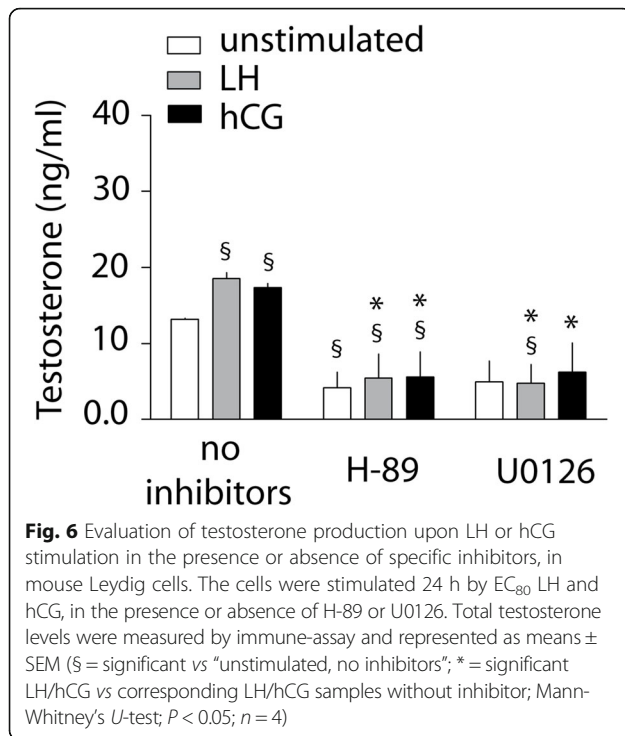 unstimulated
LH
hCG
Testosterone (ng/ml)
40
30
20
10
0.0
§ §
§ * § * §
* § *
no inhibitors
H-89
U0126
Fig. 6 Evaluation of testosterone production upon LH or hCG
stimulation in the presence or absence of specific inhibitors, in
mouse Leydig cells. The cells were stimulated 24 h by EC80 LH and
hCG, in the presence or absence of H-89 or U0126. Total testosterone
levels were measured by immune-assay and represented as means ±
SEM (§ = significant vs “unstimulated, no inhibitors”; * = significant
LH/hCG vs corresponding LH/hCG samples without inhibitor; Mann-
Whitney’s U-test; P < 0.05; n = 4)